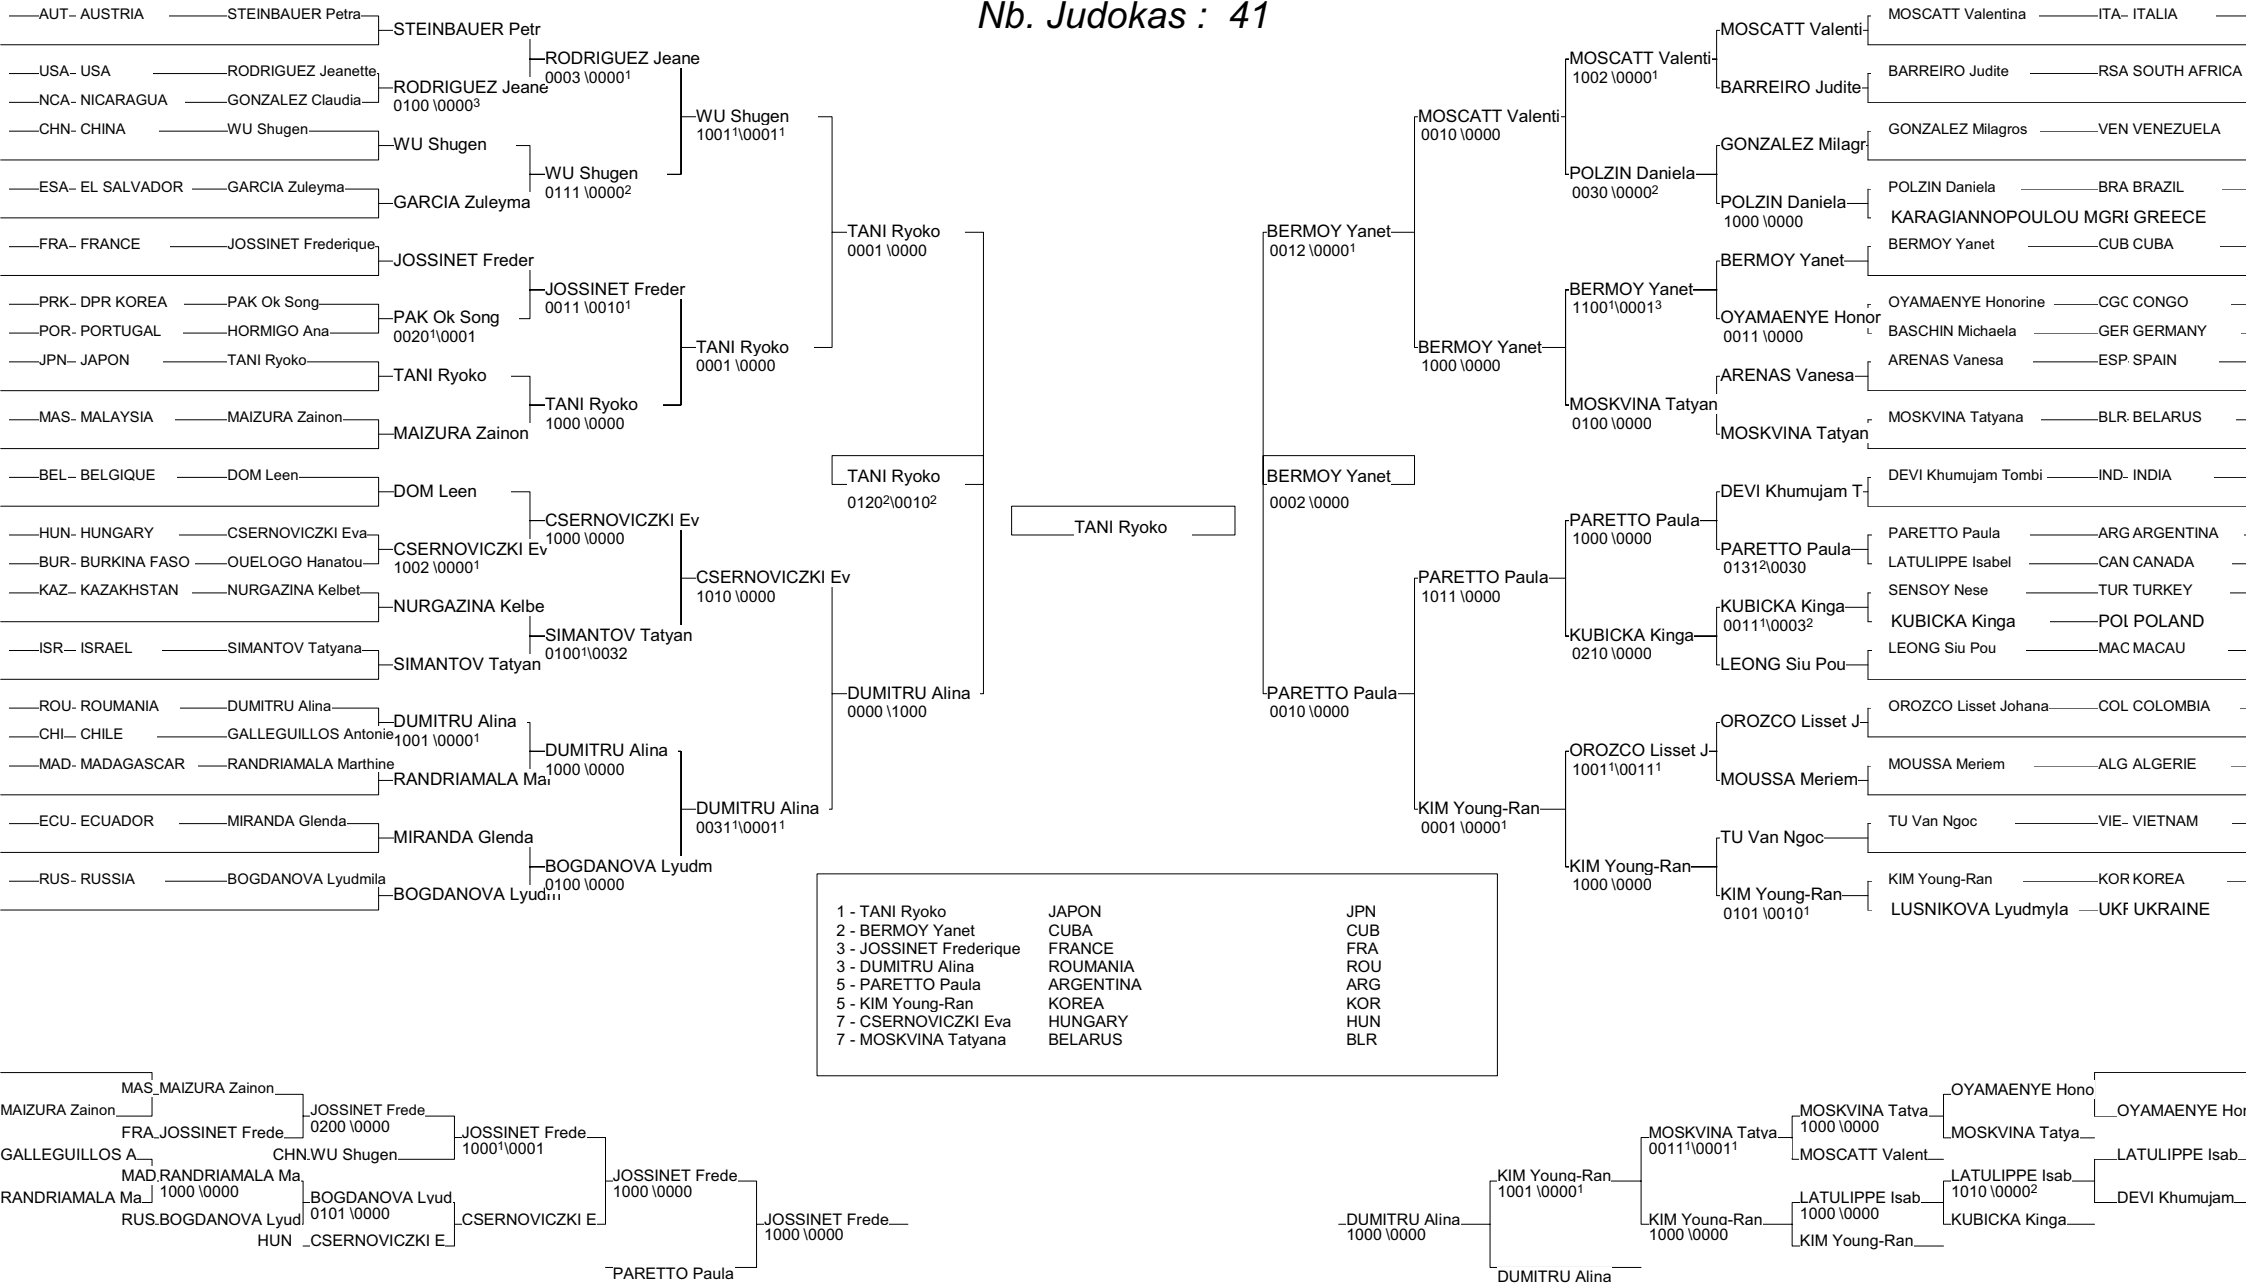 Nb. Judokas : 41
AUT AUSTRIA STEINBAUER Petra
USA USA RODRIGUEZ Jeanette
NCA NICARAGUA GONZALEZ Claudia
CHN CHINA WU Shugen
ESA EL SALVADOR GARCIA Zuleyma
FRA FRANCE JOSSINET Frederique
PRK DPR KOREA PAK Ok Song
POR PORTUGAL HORMIGO Ana
JPN JAPON TANI Ryoko
MAS MALAYSIA MAIZURA Zainon
BEL BELGIQUE DOM Leen
HUN HUNGARY CSERNOVICZKI Eva
BUR BURKINA FASO OUELOGO Hanatou
KAZ KAZAKHSTAN NURGAZINA Kelbet
ISR ISRAEL SIMANTOV Tatyana
ROU ROUMANIA DUMITRU Alina
CHI CHILE GALLEGUILLOS Antonie
MAD MADAGASCAR RANDRIAMALA Marthine
ECU ECUADOR MIRANDA Glenda
RUS RUSSIA BOGDANOVA Lyudmila
STEINBAUER Petr
RODRIGUEZ Jeane
0100 \0000³
WU Shugen
GARCIA Zuleyma
JOSSINET Freder
PAK Ok Song
0020¹\0001
TANI Ryoko
MAIZURA Zainon
DOM Leen
CSERNOVICZKI Ev
1002 \0000¹
NURGAZINA Kelbe
SIMANTOV Tatyan
DUMITRU Alina
1001 \0000¹
RANDRIAMALA Mar
MIRANDA Glenda
BOGDANOVA Lyudm
RODRIGUEZ Jeane
0003 \0000¹
WU Shugen
0111 \0000²
JOSSINET Freder
0011 \0010¹
TANI Ryoko
1000 \0000
CSERNOVICZKI Ev
1000 \0000
SIMANTOV Tatyan
0100¹\0032
DUMITRU Alina
1000 \0000
BOGDANOVA Lyudm
0100 \0000
WU Shugen
1001¹\0001¹
TANI Ryoko
0001 \0000
CSERNOVICZKI Ev
1010 \0000
DUMITRU Alina
0031¹\0001¹
TANI Ryoko
0001 \0000
DUMITRU Alina
0000 \1000
TANI Ryoko
0120²\0010²
TANI Ryoko
BERMOY Yanet
0002 \0000
BERMOY Yanet
0012 \0000¹
PARETTO Paula
0010 \0000
MOSCATT Valenti
0010 \0000
BERMOY Yanet
1000 \0000
PARETTO Paula
1011 \0000
KIM Young-Ran
0001 \0000¹
MOSCATT Valenti
1002 \0000¹
POLZIN Daniela
0030 \0000²
BERMOY Yanet
1100¹\0001³
MOSKVINA Tatyan
0100 \0000
PARETTO Paula
1000 \0000
KUBICKA Kinga
0210 \0000
OROZCO Lisset J
1001¹\0011¹
KIM Young-Ran
1000 \0000
MOSCATT Valenti
BARREIRO Judite
GONZALEZ Milagr
POLZIN Daniela
1000 \0000
BERMOY Yanet
OYAMAENYE Honor
0011 \0000
ARENAS Vanesa
MOSKVINA Tatyan
DEVI Khumujam T
PARETTO Paula
0131²\0030
KUBICKA Kinga
0011¹\0003²
LEONG Siu Pou
OROZCO Lisset J
MOUSSA Meriem
TU Van Ngoc
KIM Young-Ran
0101 \0010¹
MOSCATT Valentina ITA ITALIA
BARREIRO Judite RSA SOUTH AFRICA
GONZALEZ Milagros VEN VENEZUELA
POLZIN Daniela BRA BRAZIL
KARAGIANNOPOULOU M GRE GREECE
BERMOY Yanet CUB CUBA
OYAMAENYE Honorine CGO CONGO
BASCHIN Michaela GER GERMANY
ARENAS Vanesa ESP SPAIN
MOSKVINA Tatyana BLR BELARUS
DEVI Khumujam Tombi IND INDIA
PARETTO Paula ARG ARGENTINA
LATULIPPE Isabel CAN CANADA
SENSOY Nese TUR TURKEY
KUBICKA Kinga POL POLAND
LEONG Siu Pou MAC MACAU
OROZCO Lisset Johana COL COLOMBIA
MOUSSA Meriem ALG ALGERIE
TU Van Ngoc VIE VIETNAM
KIM Young-Ran KOR KOREA
LUSNIKOVA Lyudmyla UKR UKRAINE
1 - TANI Ryoko JAPON JPN
2 - BERMOY Yanet CUBA CUB
3 - JOSSINET Frederique FRANCE FRA
3 - DUMITRU Alina ROUMANIA ROU
5 - PARETTO Paula ARGENTINA ARG
5 - KIM Young-Ran KOREA KOR
7 - CSERNOVICZKI Eva HUNGARY HUN
7 - MOSKVINA Tatyana BELARUS BLR
MAIZURA Zainon
GALLEGUILLOS A
RANDRIAMALA Ma
MAS MAIZURA Zainon
FRA JOSSINET Frede
MAD RANDRIAMALA Ma
1000 \0000
RUS BOGDANOVA Lyud
JOSSINET Frede
0200 \0000
CHN WU Shugen
BOGDANOVA Lyud
0101 \0000
HUN CSERNOVICZKI E
JOSSINET Frede
1000¹\0001
CSERNOVICZKI E
JOSSINET Frede
1000 \0000
PARETTO Paula
JOSSINET Frede
1000 \0000
DUMITRU Alina
1000 \0000
KIM Young-Ran
1001 \0000¹
DUMITRU Alina
MOSKVINA Tatya
0011¹\0001¹
KIM Young-Ran
1000 \0000
MOSKVINA Tatya
1000 \0000
MOSCATT Valent
LATULIPPE Isab
1000 \0000
KIM Young-Ran
OYAMAENYE Hono
MOSKVINA Tatya
LATULIPPE Isab
1010 \0000²
KUBICKA Kinga
OYAMAENYE Hor
LATULIPPE Isab
DEVI Khumujam